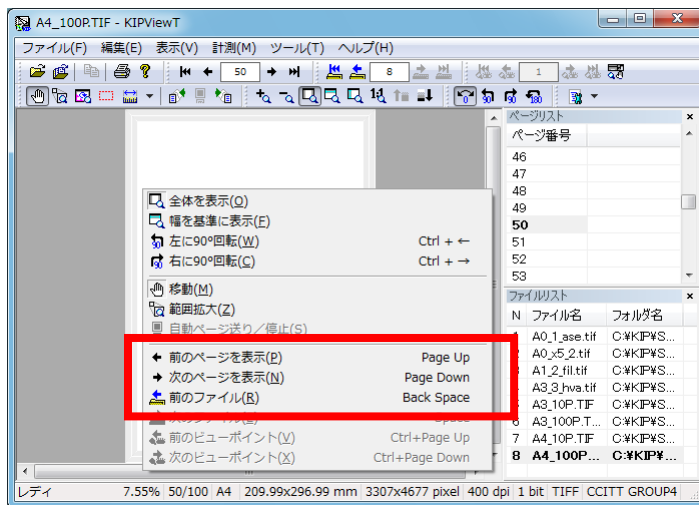 A4_100P.TIF - KIPViewT
ファイル(F) 編集(E) 表示(V) 計測(M) ツール(T) ヘルプ(H)
50 8 1
ページリスト
ページ番号
46
47
48
49
50
51
52
53
全体を表示(O)
幅を基準に表示(F)
左に90°回転(W) Ctrl + ←
右に90°回転(C) Ctrl + →
移動(M)
範囲拡大(Z)
自動ページ送り／停止(S)
前のページを表示(P) Page Up
次のページを表示(N) Page Down
前のファイル(R) Back Space
前のビューポイント(V) Ctrl+Page Up
次のビューポイント(X) Ctrl+Page Down
ファイルリスト
N ファイル名 フォルダ名
A0_1_ase.tif C:¥KIP¥S...
A0_x5_2.tif C:¥KIP¥S...
A1_2_fil.tif C:¥KIP¥S...
A3_3_hva.tif C:¥KIP¥S...
A3_10P.TIF C:¥KIP¥S...
6 A3_100P.T... C:¥KIP¥S...
7 A4_10P.TIF C:¥KIP¥S...
8 A4_100P... C:¥KIP¥...
レディ 7.55% 50/100 A4 209.99x296.99 mm 3307x4677 pixel 400 dpi 1 bit TIFF CCITT GROUP4